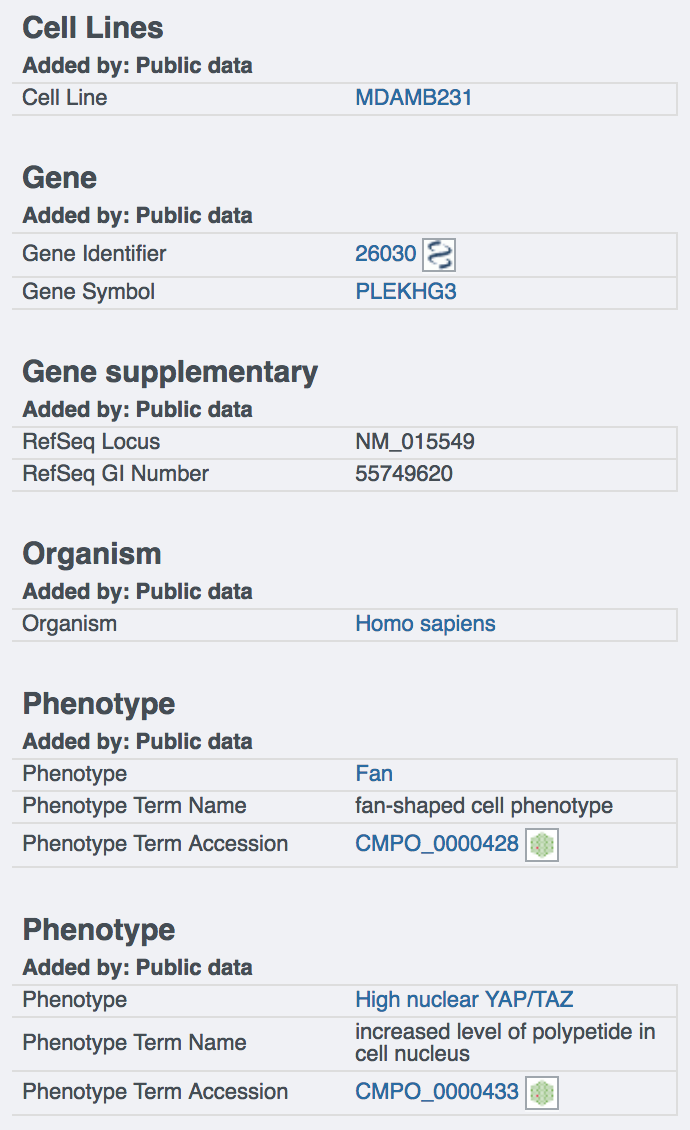 Cell Lines
Added by: Public data
Cell Line MDAMB231
Gene
Added by: Public data
Gene Identifier 26030
Gene Symbol PLEKHG3
Gene supplementary
Added by: Public data
RefSeq Locus NM_015549
RefSeq GI Number 55749620
Organism
Added by: Public data
Organism Homo sapiens
Phenotype
Added by: Public data
Phenotype Fan
Phenotype Term Name fan-shaped cell phenotype
Phenotype Term Accession CMPO_0000428
Phenotype
Added by: Public data
Phenotype High nuclear YAP/TAZ
Phenotype Term Name increased level of polypetide in
cell nucleus
Phenotype Term Accession CMPO_0000433